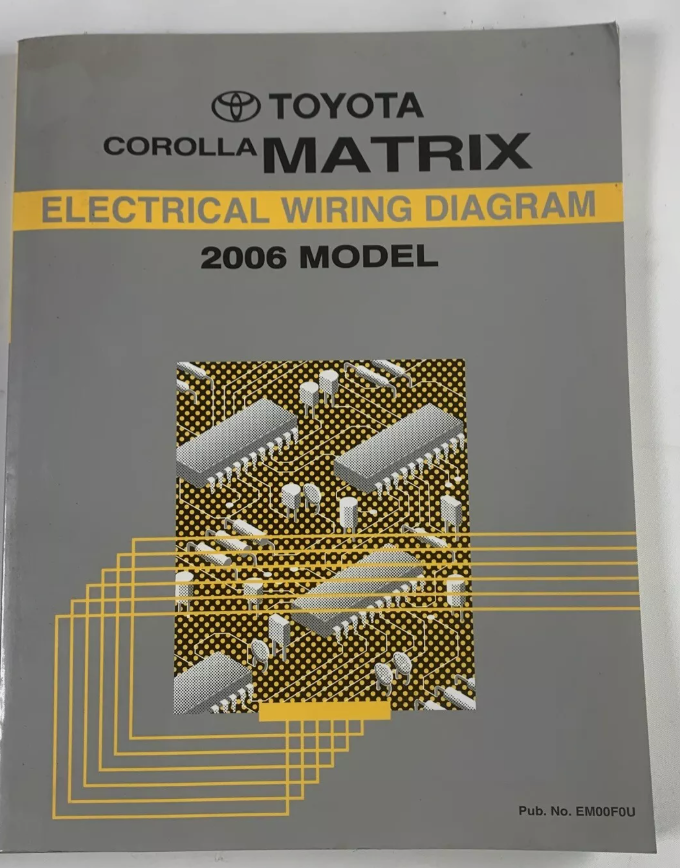 TOYOTA
COROLLA MATRIX
ELECTRICAL WIRING DIAGRAM
2006 MODEL
Pub. No. EM00F0U